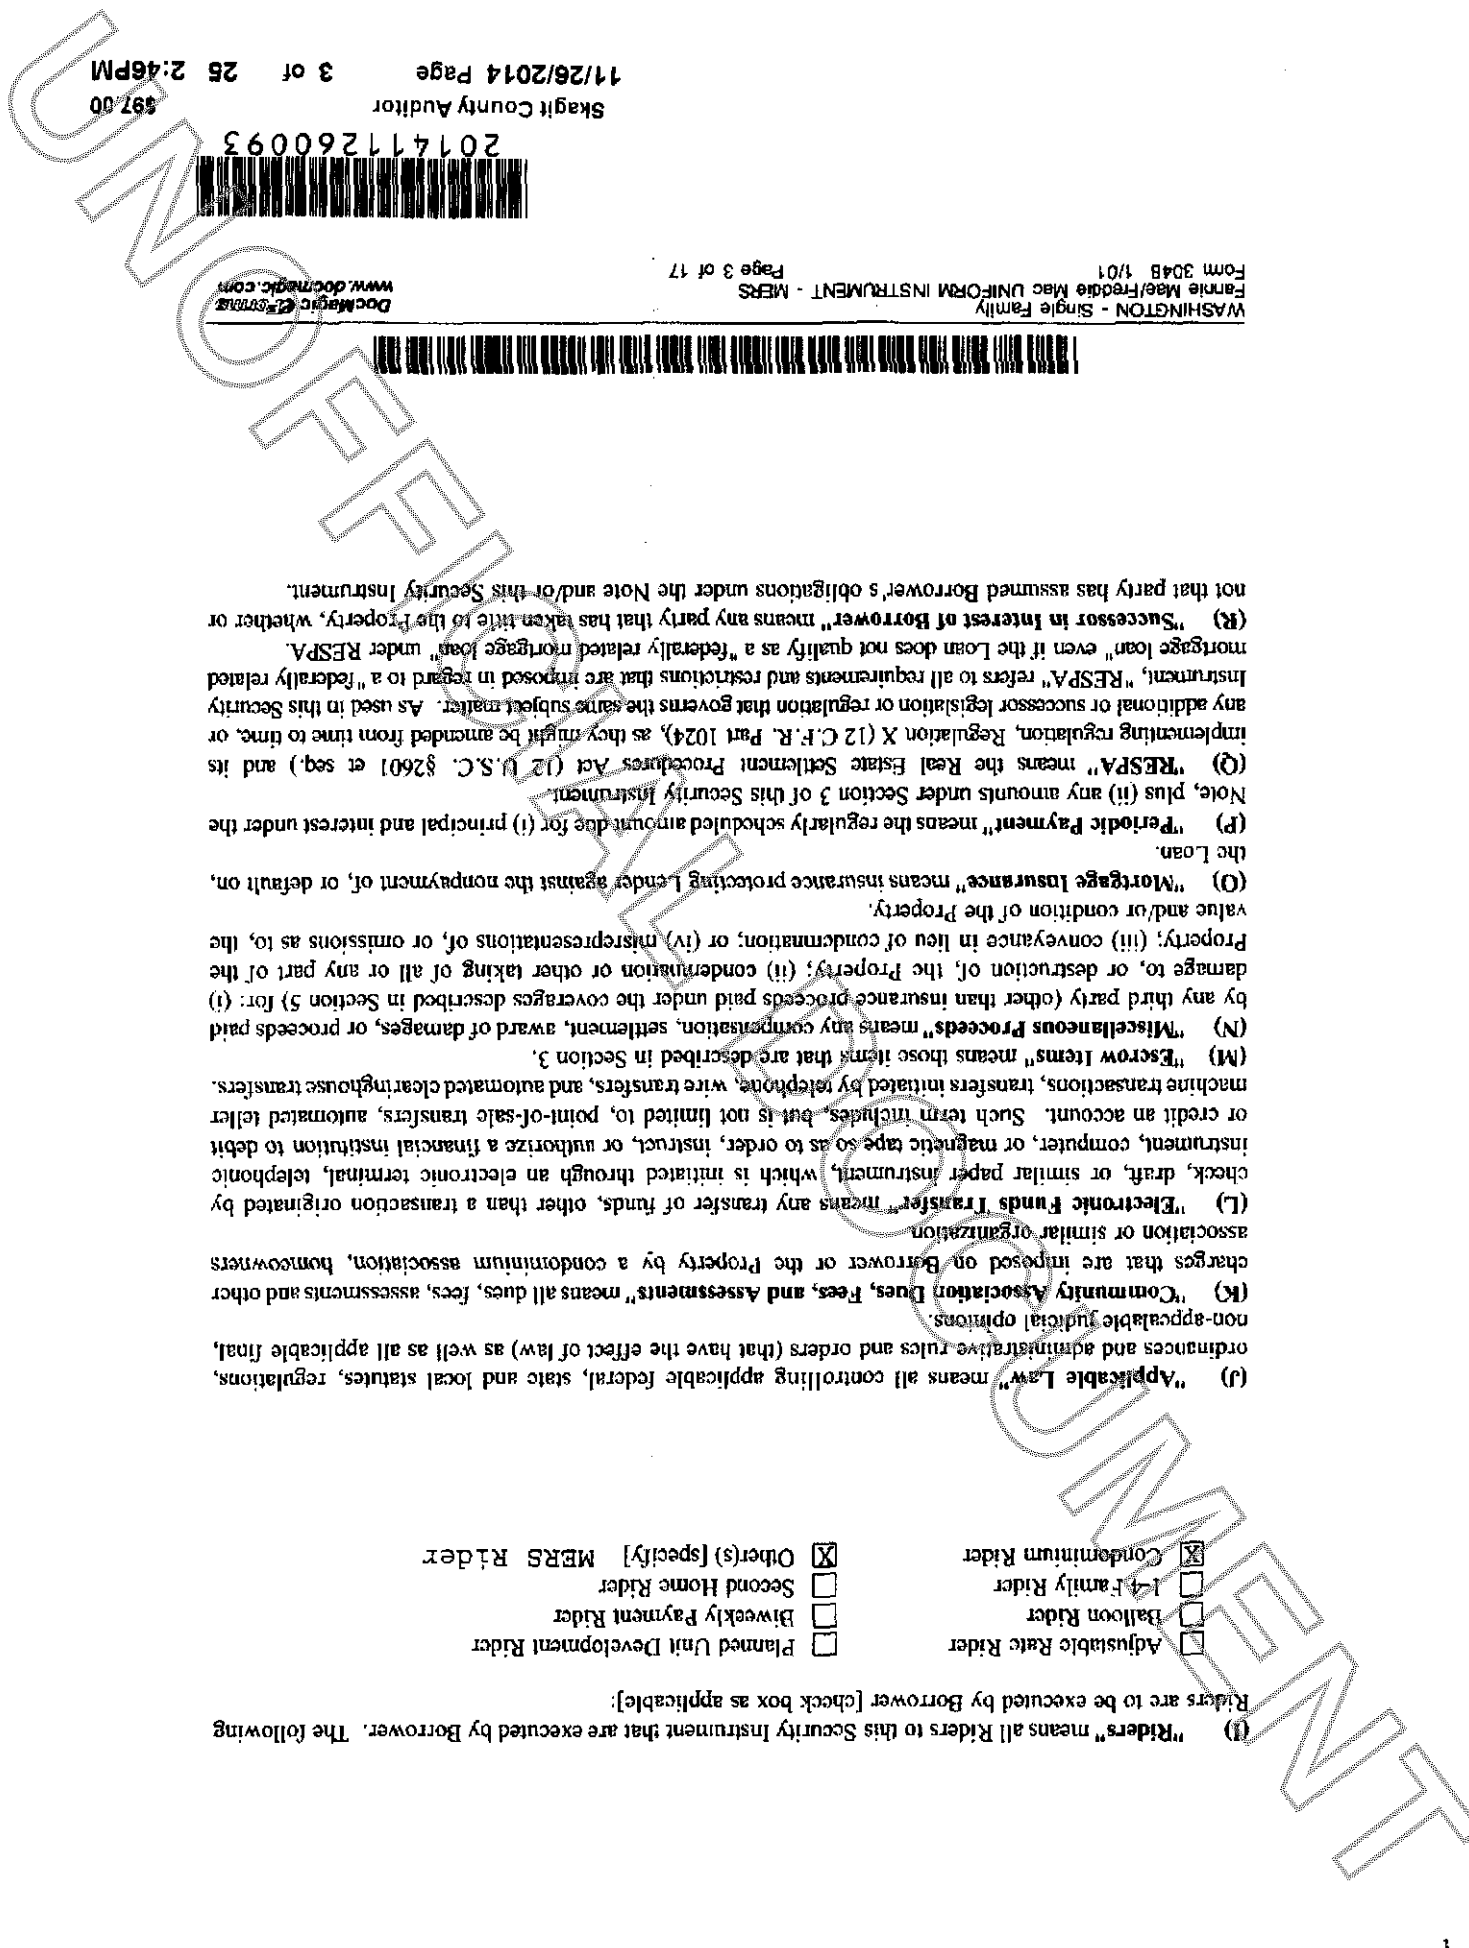 (I) "Riders" means all Riders to this Security Instrument that are executed by Borrower. The following
Riders are to be executed by Borrower [check box as applicable]:
Adjustable Rate Rider Planned Unit Development Rider
Balloon Rider Biweekly Payment Rider
1-4 Family Rider Second Home Rider
X Condominium Rider X Other(s) [specify] MERS Rider
(J) "Applicable Law" means all controlling applicable federal, state and local statutes, regulations,
ordinances and administrative rules and orders (that have the effect of law) as well as all applicable final,
non-appealable judicial opinions.
(K) "Community Association Dues, Fees, and Assessments" means all dues, fees, assessments and other
charges that are imposed on Borrower or the Property by a condominium association, homeowners
association or similar organization.
(L) "Electronic Funds Transfer" means any transfer of funds, other than a transaction originated by
check, draft, or similar paper instrument, which is initiated through an electronic terminal, telephonic
instrument, computer, or magnetic tape so as to order, instruct, or authorize a financial institution to debit
or credit an account. Such term includes, but is not limited to, point-of-sale transfers, automated teller
machine transactions, transfers initiated by telephone, wire transfers, and automated clearinghouse transfers.
(M) "Escrow Items" means those items that are described in Section 3.
(N) "Miscellaneous Proceeds" means any compensation, settlement, award of damages, or proceeds paid
by any third party (other than insurance proceeds paid under the coverages described in Section 5) for: (i)
damage to, or destruction of, the Property; (ii) condemnation or other taking of all or any part of the
Property; (iii) conveyance in lieu of condemnation; or (iv) misrepresentations of, or omissions as to, the
value and/or condition of the Property.
(O) "Mortgage Insurance" means insurance protecting Lender against the nonpayment of, or default on,
the Loan.
(P) "Periodic Payment" means the regularly scheduled amount due for (i) principal and interest under the
Note, plus (ii) any amounts under Section 3 of this Security Instrument.
(Q) "RESPA" means the Real Estate Settlement Procedures Act (12 U.S.C. §2601 et seq.) and its
implementing regulation, Regulation X (12 C.F.R. Part 1024), as they might be amended from time to time, or
any additional or successor legislation or regulation that governs the same subject matter. As used in this Security
Instrument, "RESPA" refers to all requirements and restrictions that are imposed in regard to a "federally related
mortgage loan" even if the Loan does not qualify as a "federally related mortgage loan" under RESPA.
(R) "Successor in Interest of Borrower" means any party that has taken title to the Property, whether or
not that party has assumed Borrower's obligations under the Note and/or this Security Instrument.
WASHINGTON - Single Family
Fannie Mae/Freddie Mac UNIFORM INSTRUMENT - MERS
Form 3048 1/01 Page 3 of 17
DocMagic eForms
www.docmagic.com
201411260093
Skagit County Auditor $97.00
11/26/2014 Page 3 of 25 2:46PM
UNOFFICIAL DOCUMENT